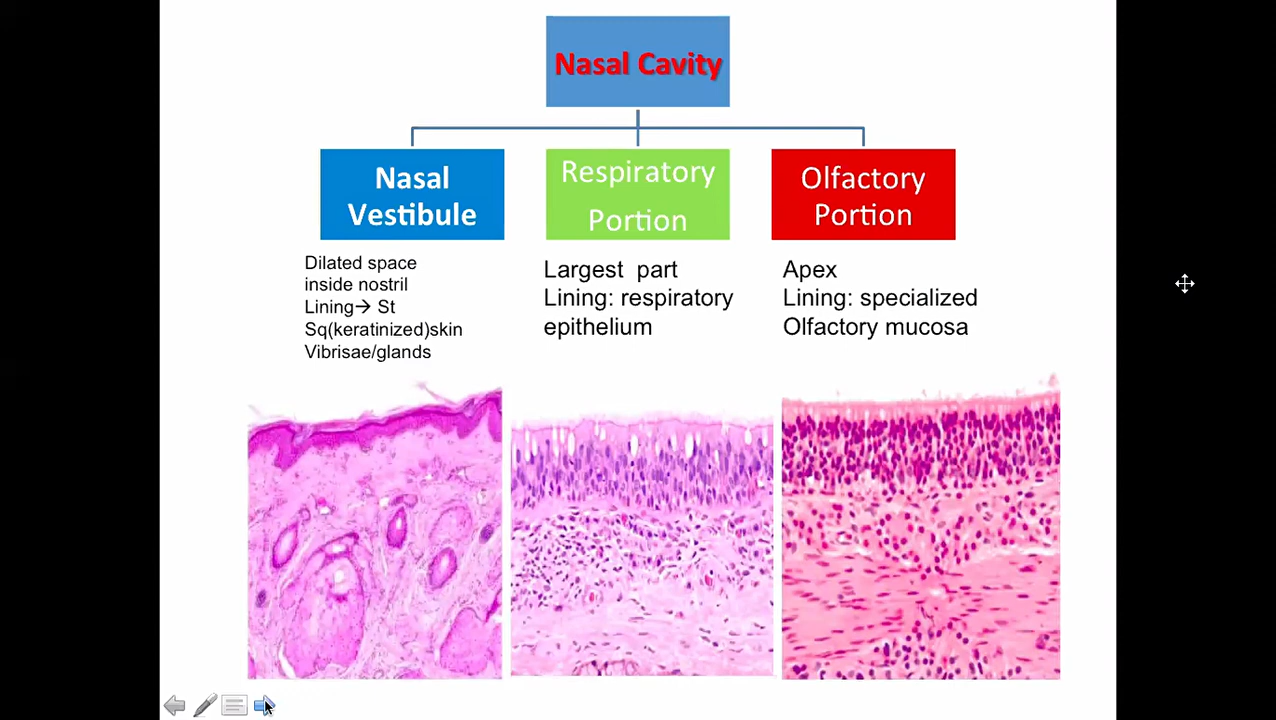 Nasal Cavity
Nasal
Vestibule
Dilated space
inside nostril
Lining→ St
Sq(keratinized)skin
Vibrisae/glands
Respiratory
Portion
Largest part
Lining: respiratory
epithelium
Olfactory
Portion
Apex
Lining: specialized
Olfactory mucosa